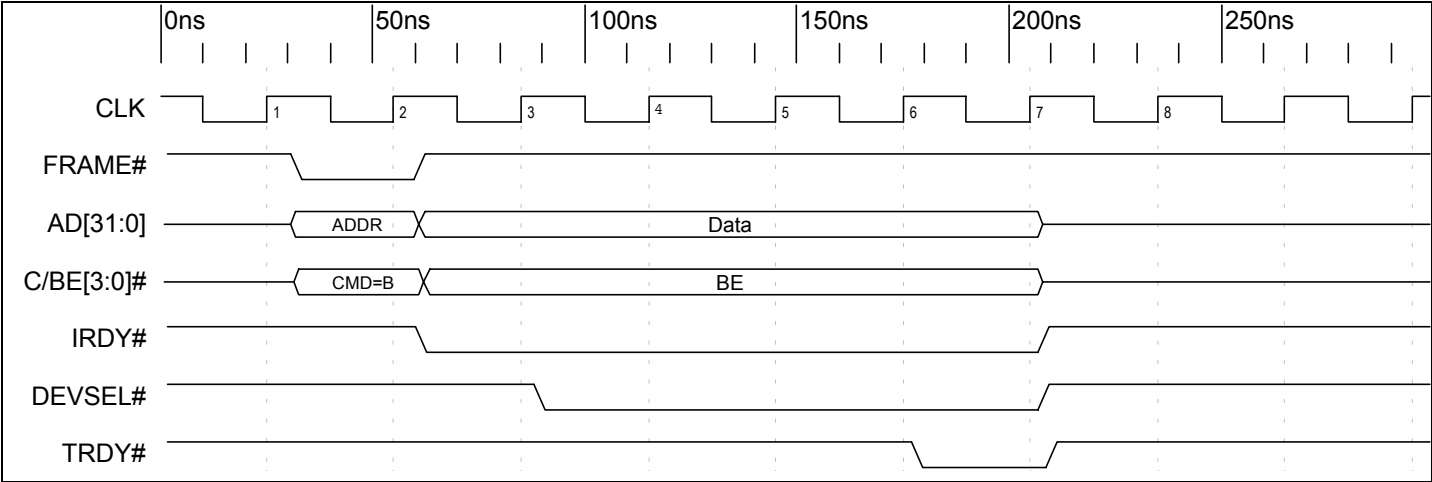 0ns 50ns 100ns 150ns 200ns 250ns
CLK 1 2 3 4 5 6 7 8
FRAME#
AD[31:0] ADDR Data
C/BE[3:0]# CMD=B BE
IRDY#
DEVSEL#
TRDY#